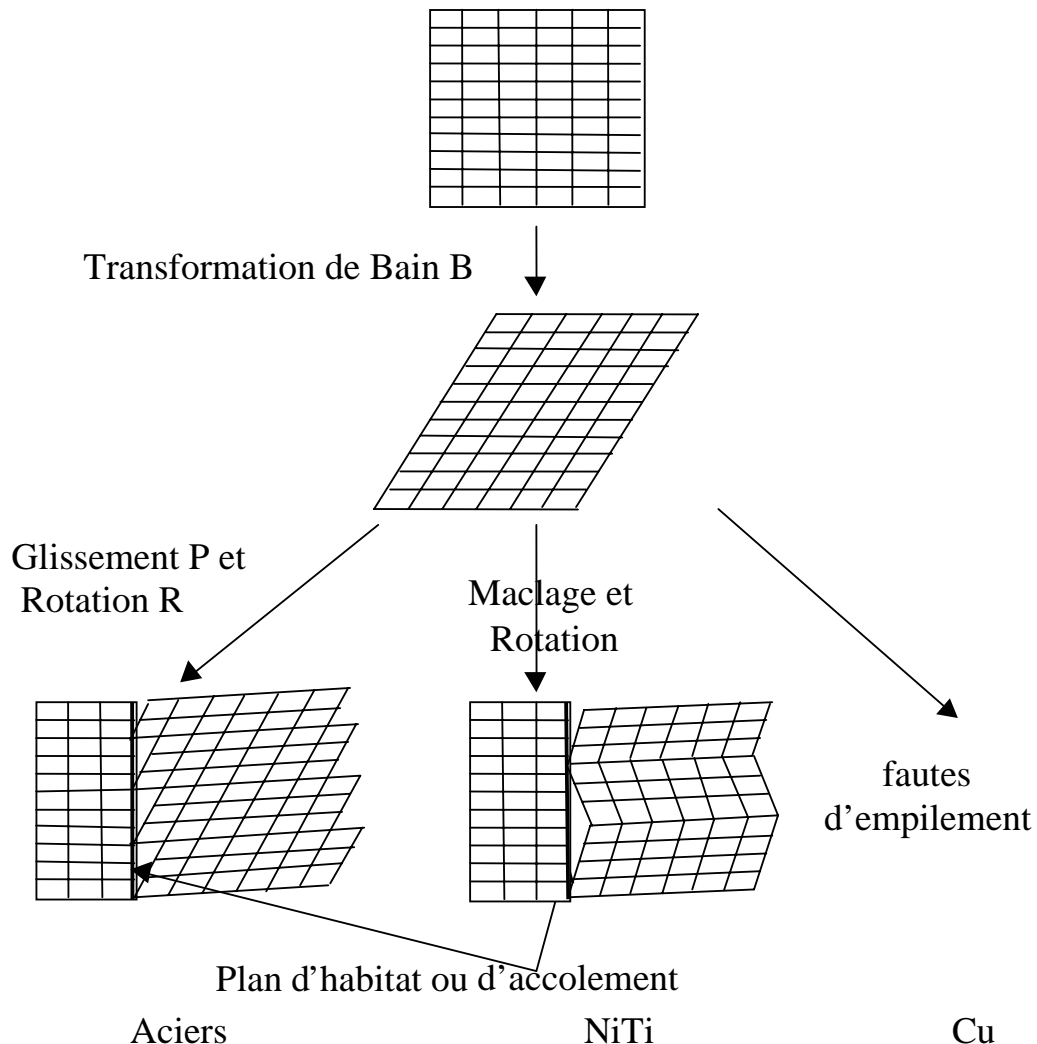 Transformation de Bain B
Glissement P et
Rotation R
Maclage et
Rotation
fautes
d'empilement
Plan d'habitat ou d'accolement
Aciers
NiTi
Cu